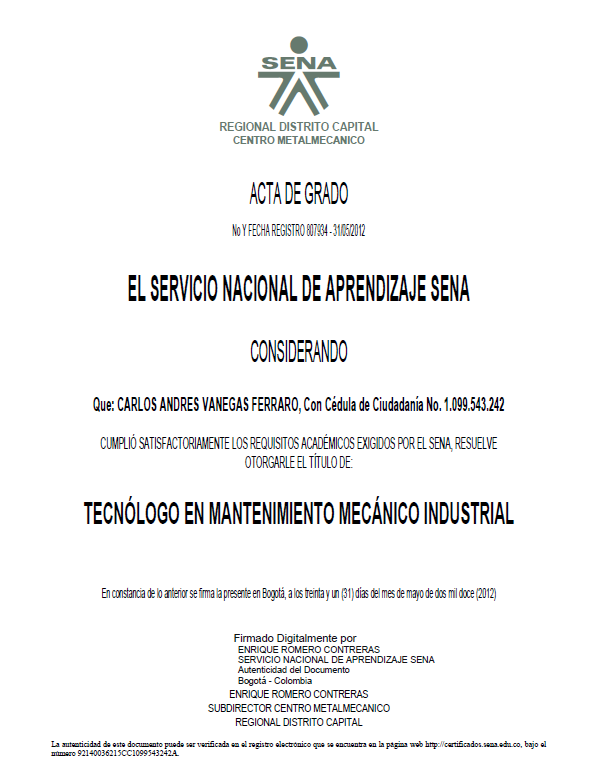 SENA
REGIONAL DISTRITO CAPITAL
CENTRO METALMECANICO
ACTA DE GRADO
No Y FECHA REGISTRO 807934 - 31/05/2012
EL SERVICIO NACIONAL DE APRENDIZAJE SENA
CONSIDERANDO
Que: CARLOS ANDRES VANEGAS FERRARO, Con Cédula de Ciudadanía No. 1.099.543.242
CUMPLIÓ SATISFACTORIAMENTE LOS REQUISITOS ACADÉMICOS EXIGIDOS POR EL SENA, RESUELVE
OTORGARLE EL TÍTULO DE:
TECNÓLOGO EN MANTENIMIENTO MECÁNICO INDUSTRIAL
En constancia de lo anterior se firma la presente en Bogotá, a los treinta y un (31) días del mes de mayo de dos mil doce (2012)
Firmado Digitalmente por
ENRIQUE ROMERO CONTRERAS
SERVICIO NACIONAL DE APRENDIZAJE SENA
Autenticidad del Documento
Bogotá - Colombia
ENRIQUE ROMERO CONTRERAS
SUBDIRECTOR CENTRO METALMECANICO
REGIONAL DISTRITO CAPITAL
La autenticidad de este documento puede ser verificada en el registro electrónico que se encuentra en la página web http://certificados.sena.edu.co, bajo el
número 92140036215CC1099543242A.